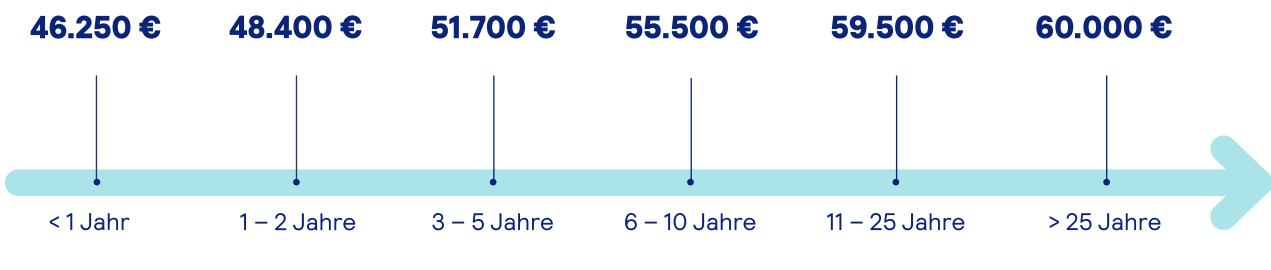 46.250 € 48.400 € 51.700 € 55.500 € 59.500 € 60.000 €
< 1 Jahr 1 – 2 Jahre 3 – 5 Jahre 6 – 10 Jahre 11 – 25 Jahre > 25 Jahre